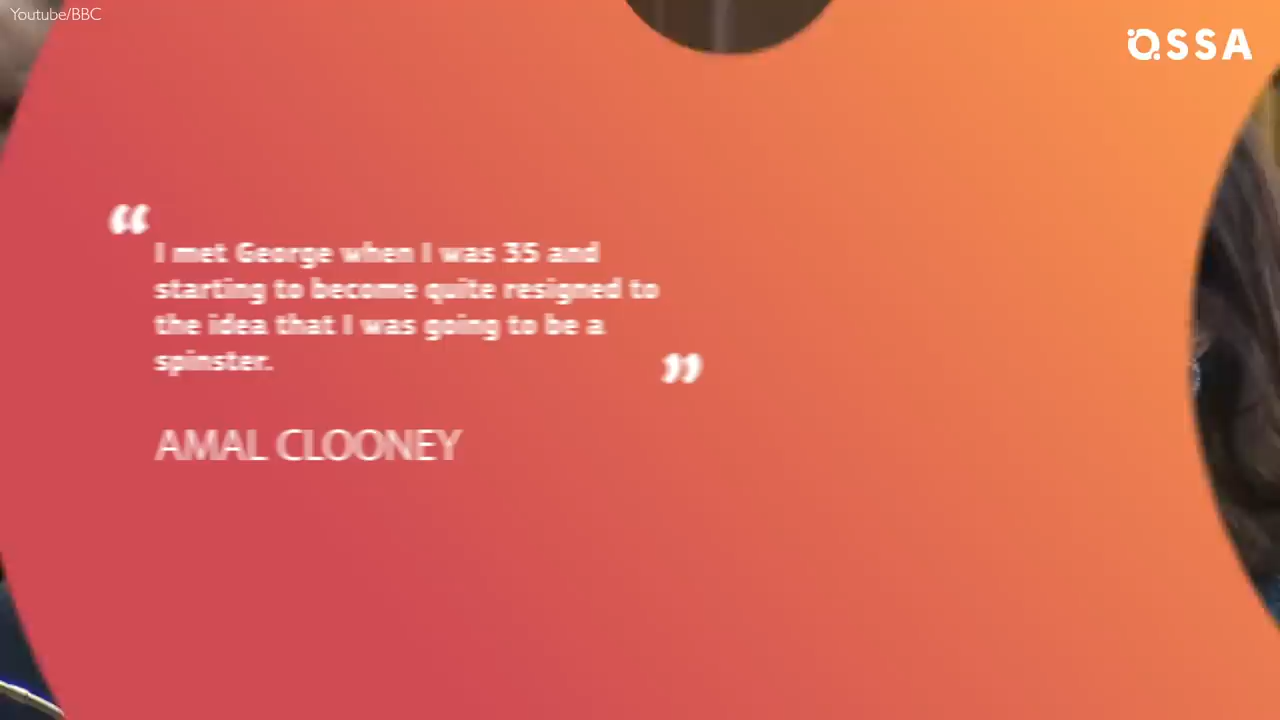 Youtube/BBC
OSSA
“
I met George when I was 35 and
starting to become quite resigned to
the idea that I was going to be a
spinster.
”
AMAL CLOONEY